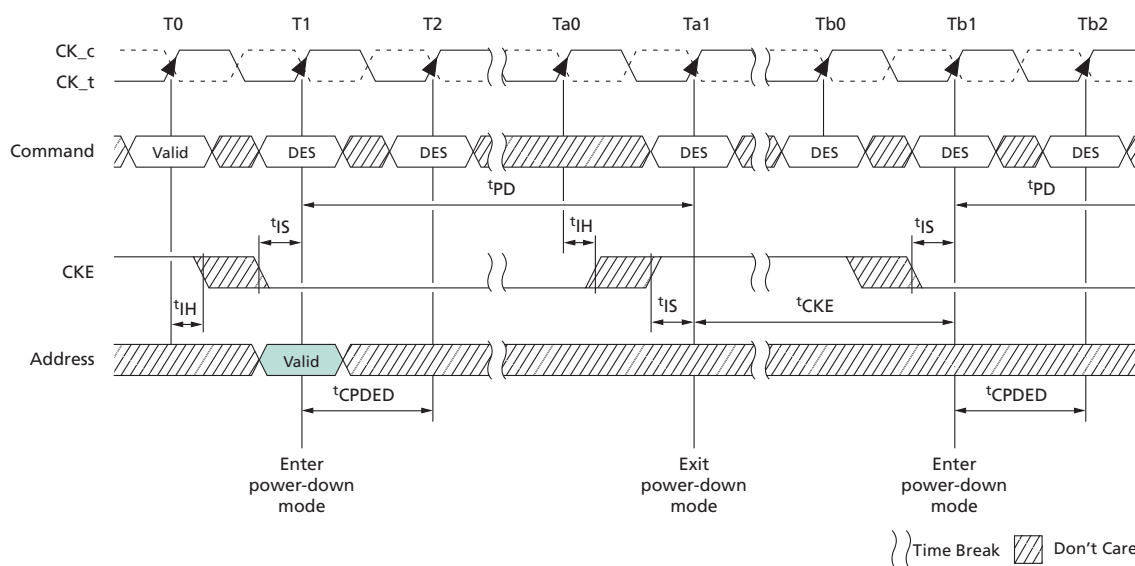 T0 T1 T2 Ta0 Ta1 Tb0 Tb1 Tb2
CK_c
CK_t
Command Valid DES DES DES DES DES DES
tPD tPD
tIS tIH tIS
CKE
tIH tIS tCKE
Address Valid
tCPDED tCPDED
Enter power-down mode
Exit power-down mode
Enter power-down mode
Time Break Don't Care